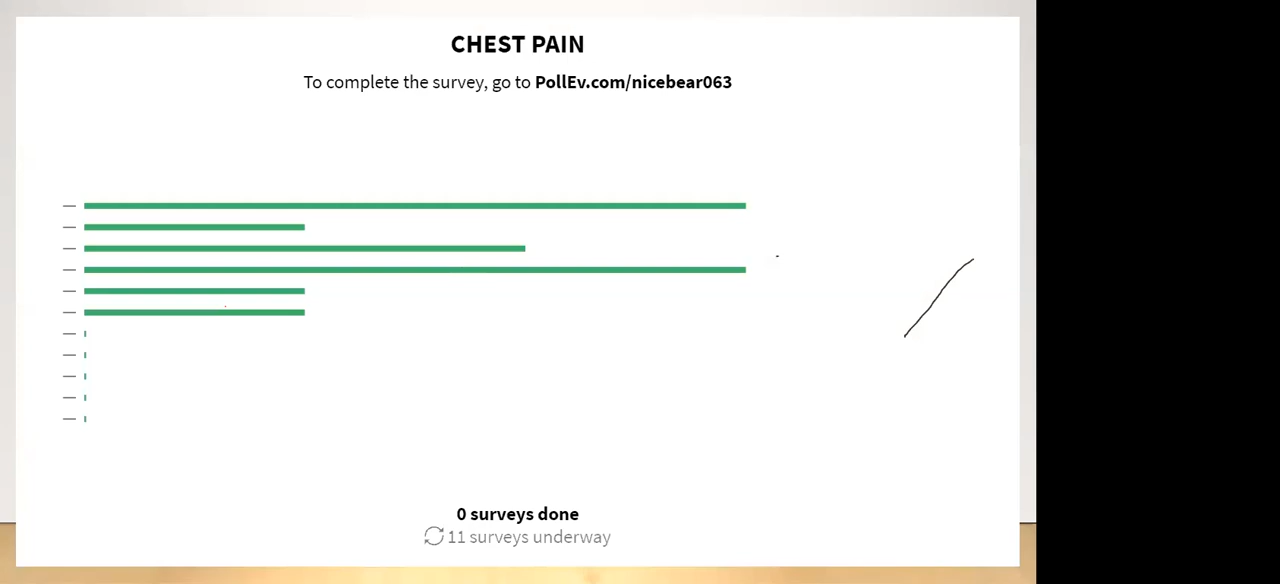 CHEST PAIN
To complete the survey, go to PollEv.com/nicebear063
0 surveys done
11 surveys underway